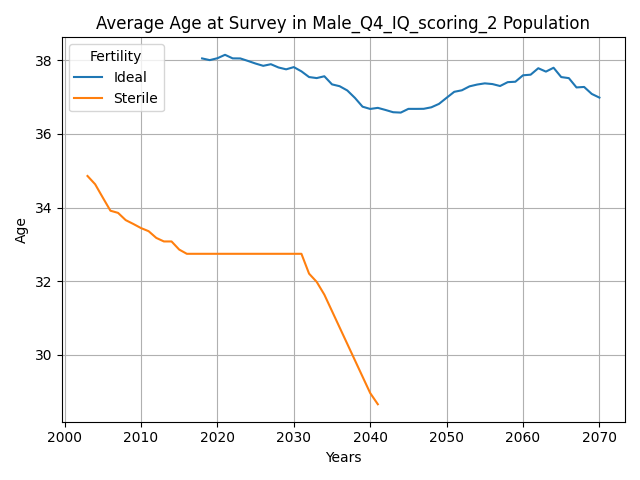 Average Age at Survey in Male_Q4_IQ_scoring_2 Population
Fertility
Ideal
Sterile
38
36
34
32
30
Age
2000
2010
2020
2030
2040
2050
2060
2070
Years